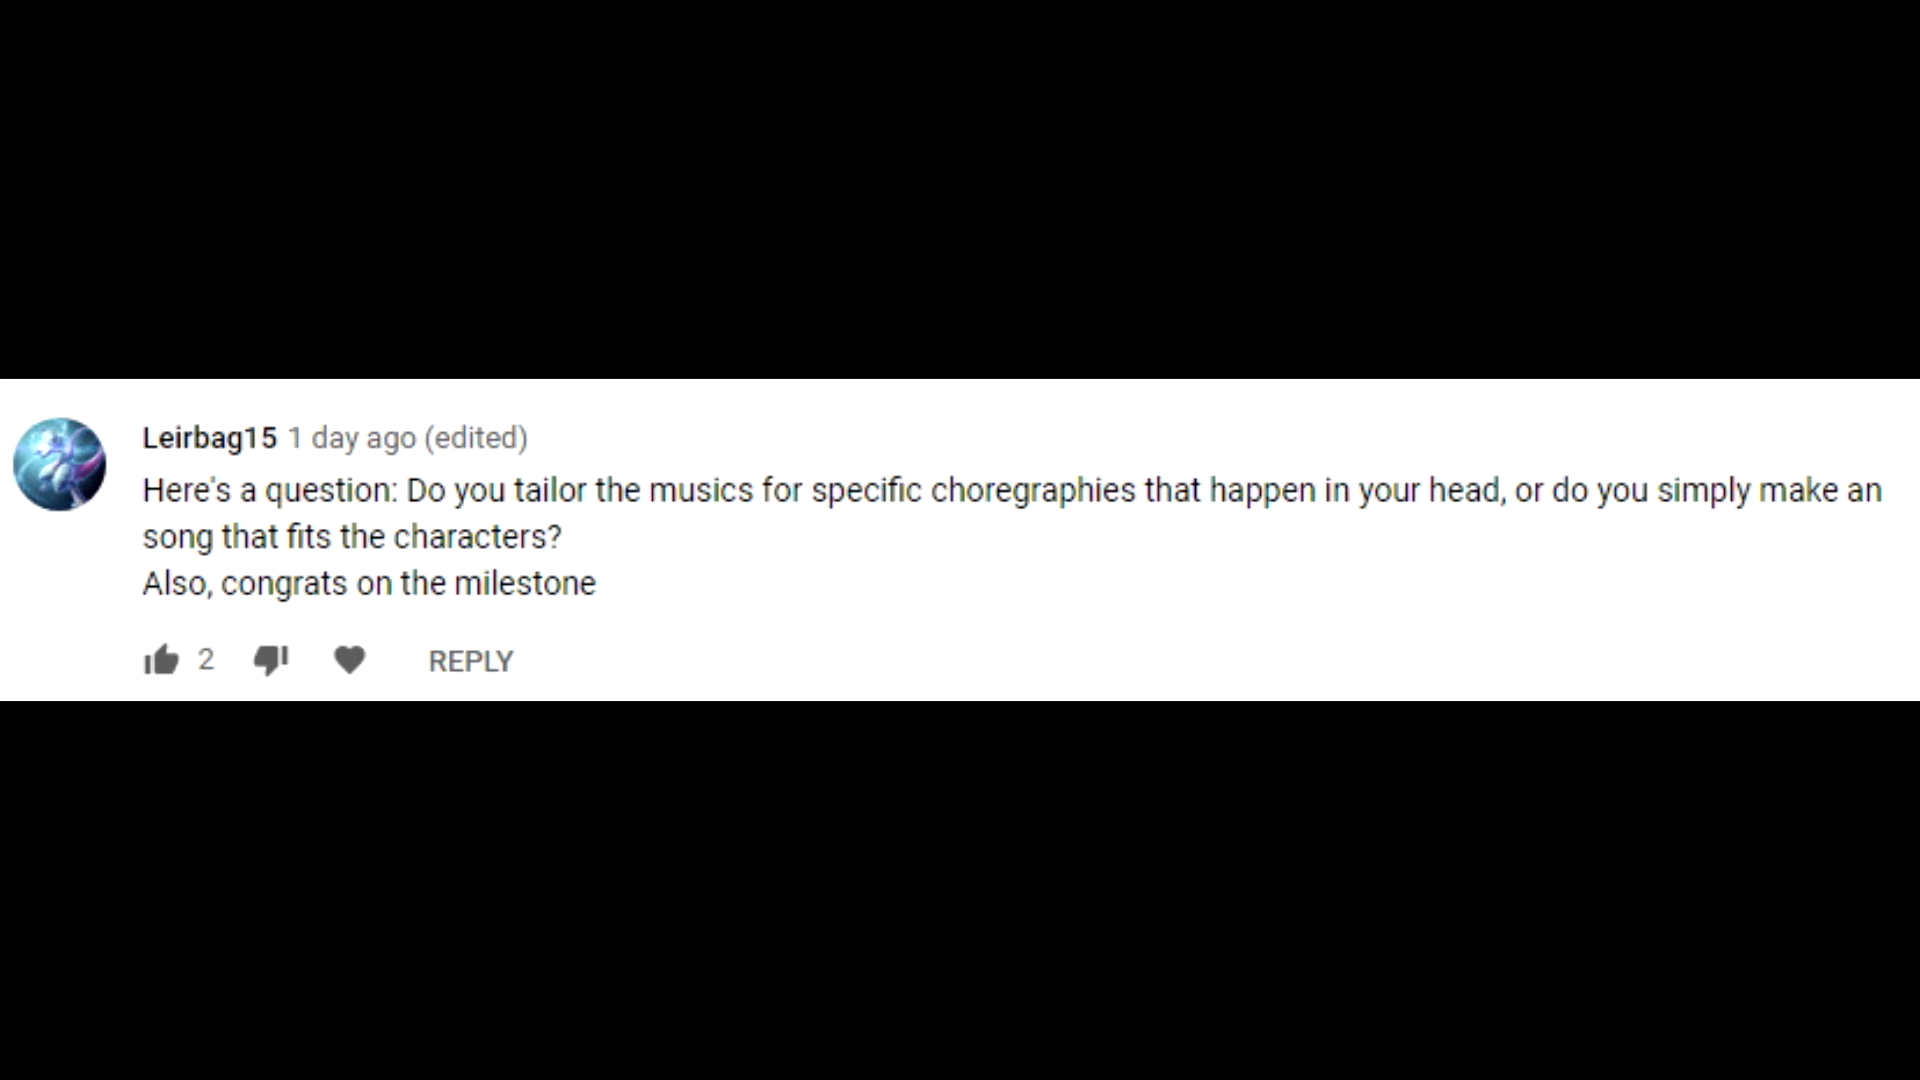 Leirbag15 1 day ago (edited)
Here's a question: Do you tailor the musics for specific choregraphies that happen in your head, or do you simply make an
song that fits the characters?
Also, congrats on the milestone
2 REPLY